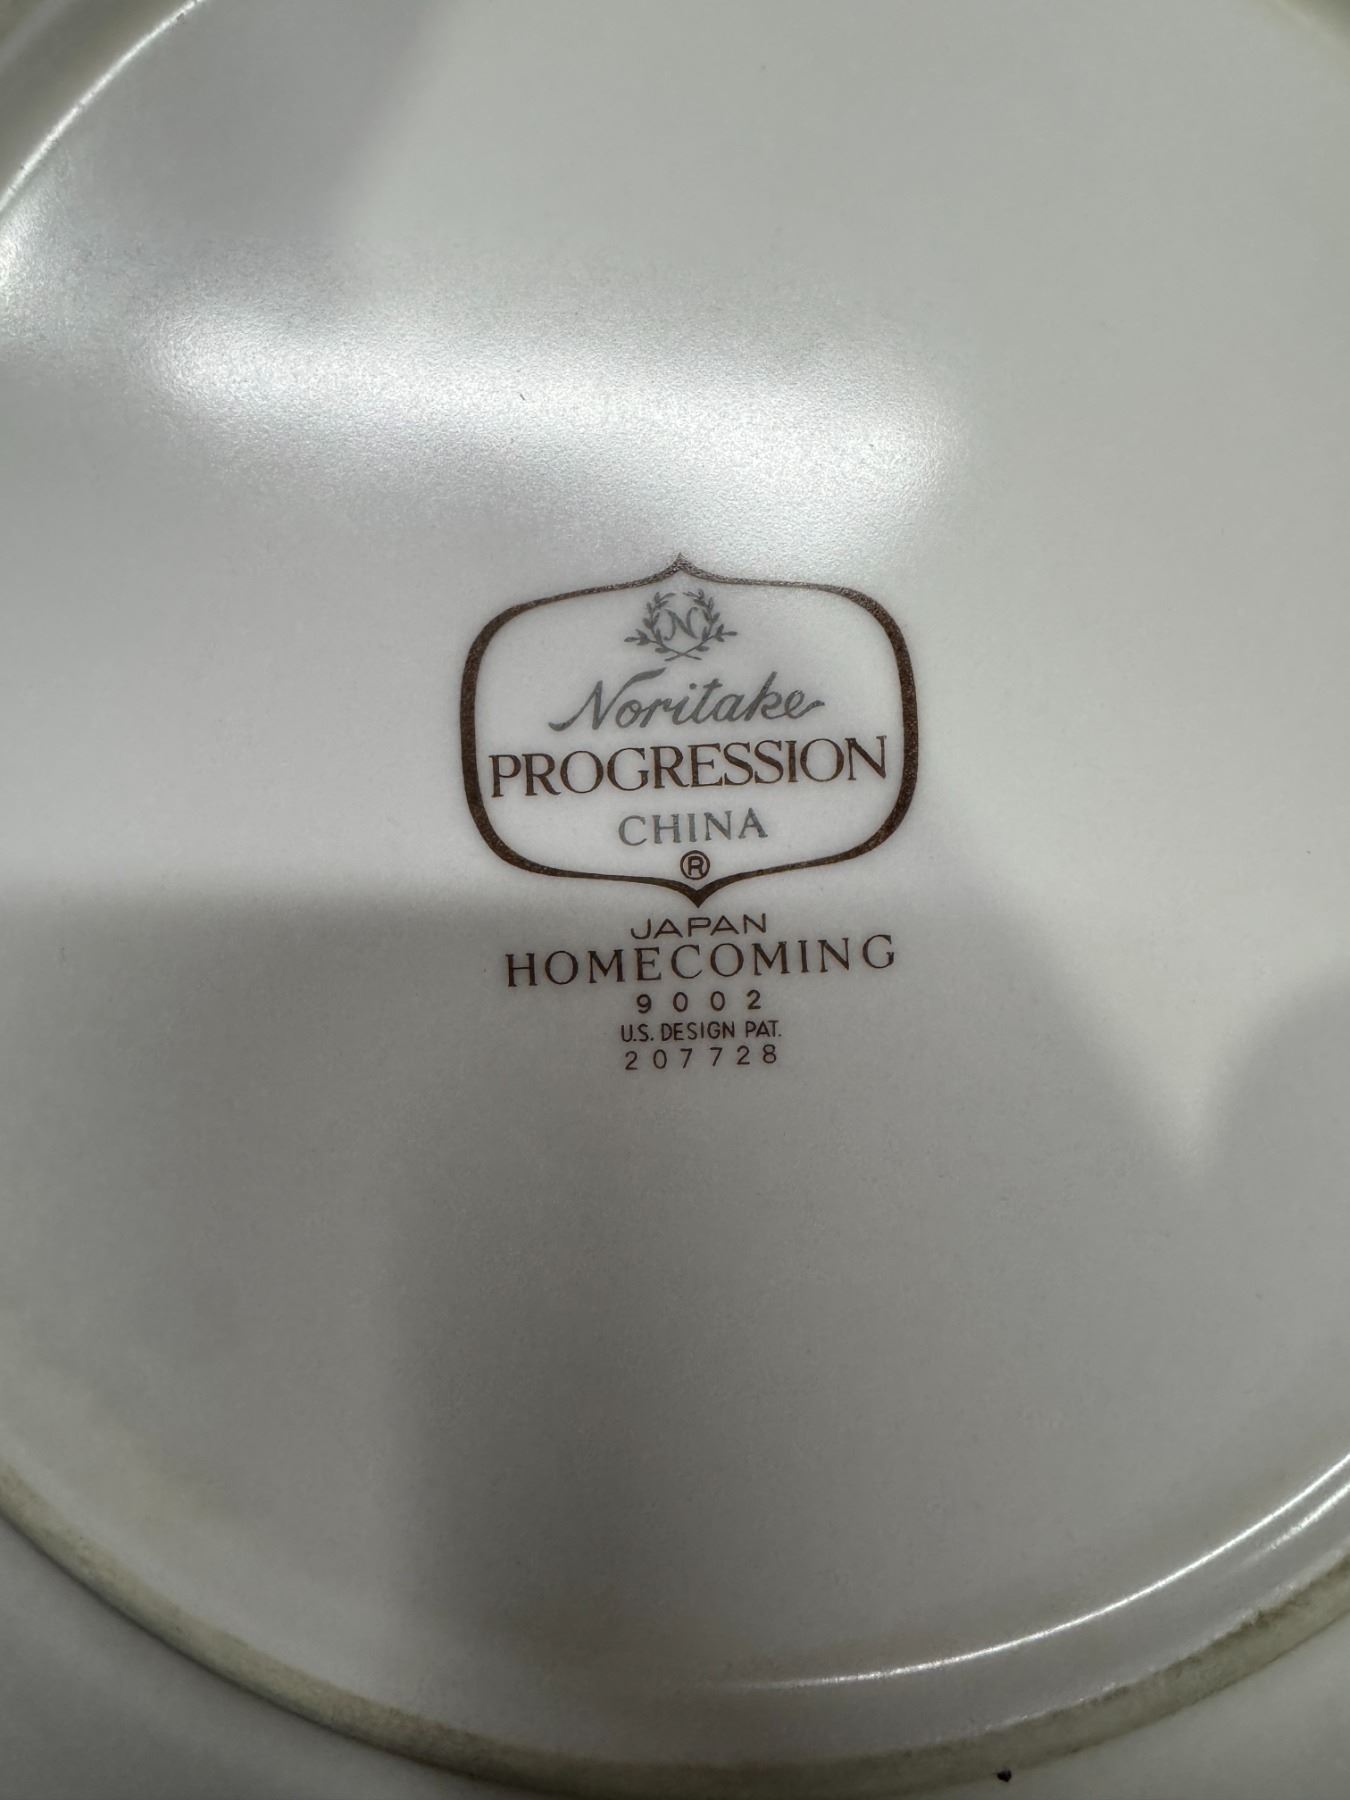 N
Noritake
PROGRESSION
CHINA
®
JAPAN
HOMECOMING
9002
U.S. DESIGN PAT.
207728